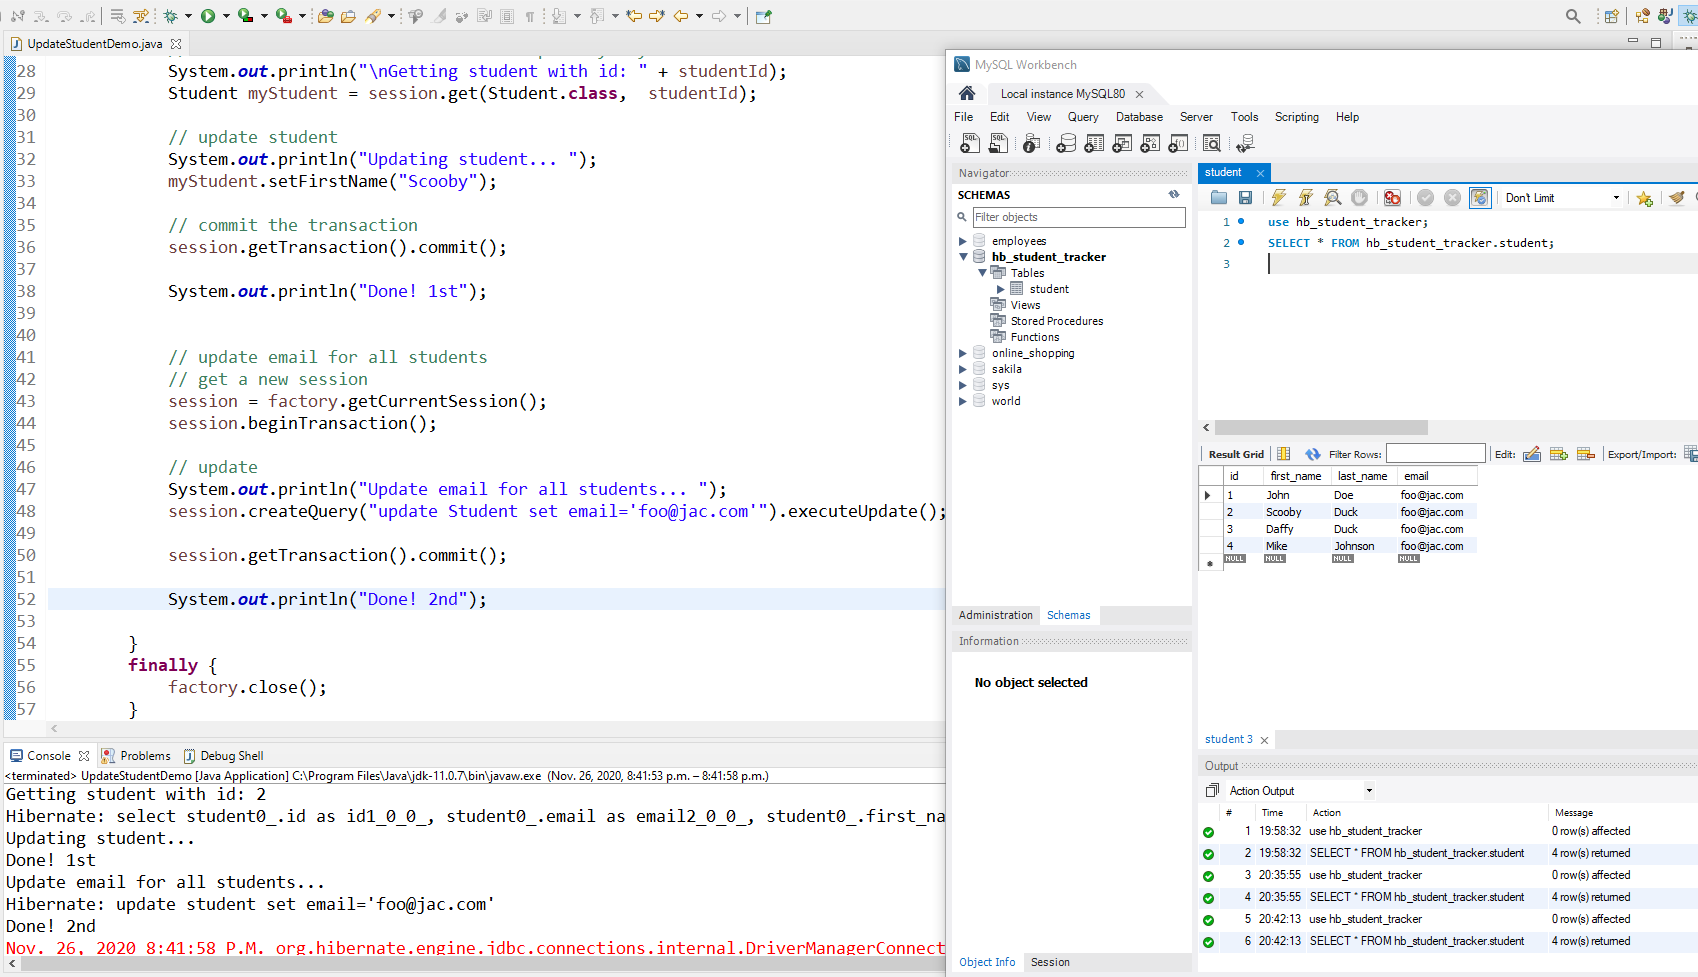 UpdateStudentDemo.java
28 System.out.println("\nGetting student with id: " + studentId);
29 Student myStudent = session.get(Student.class,  studentId);
30
31 // update student
32 System.out.println("Updating student... ");
33 myStudent.setFirstName("Scooby");
34
35 // commit the transaction
36 session.getTransaction().commit();
37
38 System.out.println("Done! 1st");
39
40
41 // update email for all students
42 // get a new session
43 session = factory.getCurrentSession();
44 session.beginTransaction();
45
46 // update
47 System.out.println("Update email for all students... ");
48 session.createQuery("update Student set email='foo@jac.com'").executeUpdate();
49
50 session.getTransaction().commit();
51
52 System.out.println("Done! 2nd");
53
54 }
55 finally {
56 factory.close();
57 }
Console Problems Debug Shell
<terminated> UpdateStudentDemo [Java Application] C:\Program Files\Java\jdk-11.0.7\bin\javaw.exe (Nov. 26, 2020, 8:41:53 p.m. – 8:41:58 p.m.)
Getting student with id: 2
Hibernate: select student0_.id as id1_0_0_, student0_.email as email2_0_0_, student0_.first_na
Updating student...
Done! 1st
Update email for all students...
Hibernate: update student set email='foo@jac.com'
Done! 2nd
Nov. 26, 2020 8:41:58 P.M. org.hibernate.engine.jdbc.connections.internal.DriverManagerConnect
MySQL Workbench
Local instance MySQL80
File Edit View Query Database Server Tools Scripting Help
Navigator
SCHEMAS
Filter objects
employees
hb_student_tracker
Tables
student
Views
Stored Procedures
Functions
online_shopping
sakila
sys
world
Administration Schemas
Information
No object selected
Object Info Session
student
Don't Limit
1 use hb_student_tracker;
2 SELECT * FROM hb_student_tracker.student;
3
Result Grid Filter Rows: Edit: Export/Import:
id first_name last_name email
1 John Doe foo@jac.com
2 Scooby Duck foo@jac.com
3 Daffy Duck foo@jac.com
4 Mike Johnson foo@jac.com
NULL NULL NULL NULL
student 3
Output
Action Output
# Time Action Message
1 19:58:32 use hb_student_tracker 0 row(s) affected
2 19:58:32 SELECT * FROM hb_student_tracker.student 4 row(s) returned
3 20:35:55 use hb_student_tracker 0 row(s) affected
4 20:35:55 SELECT * FROM hb_student_tracker.student 4 row(s) returned
5 20:42:13 use hb_student_tracker 0 row(s) affected
6 20:42:13 SELECT * FROM hb_student_tracker.student 4 row(s) returned